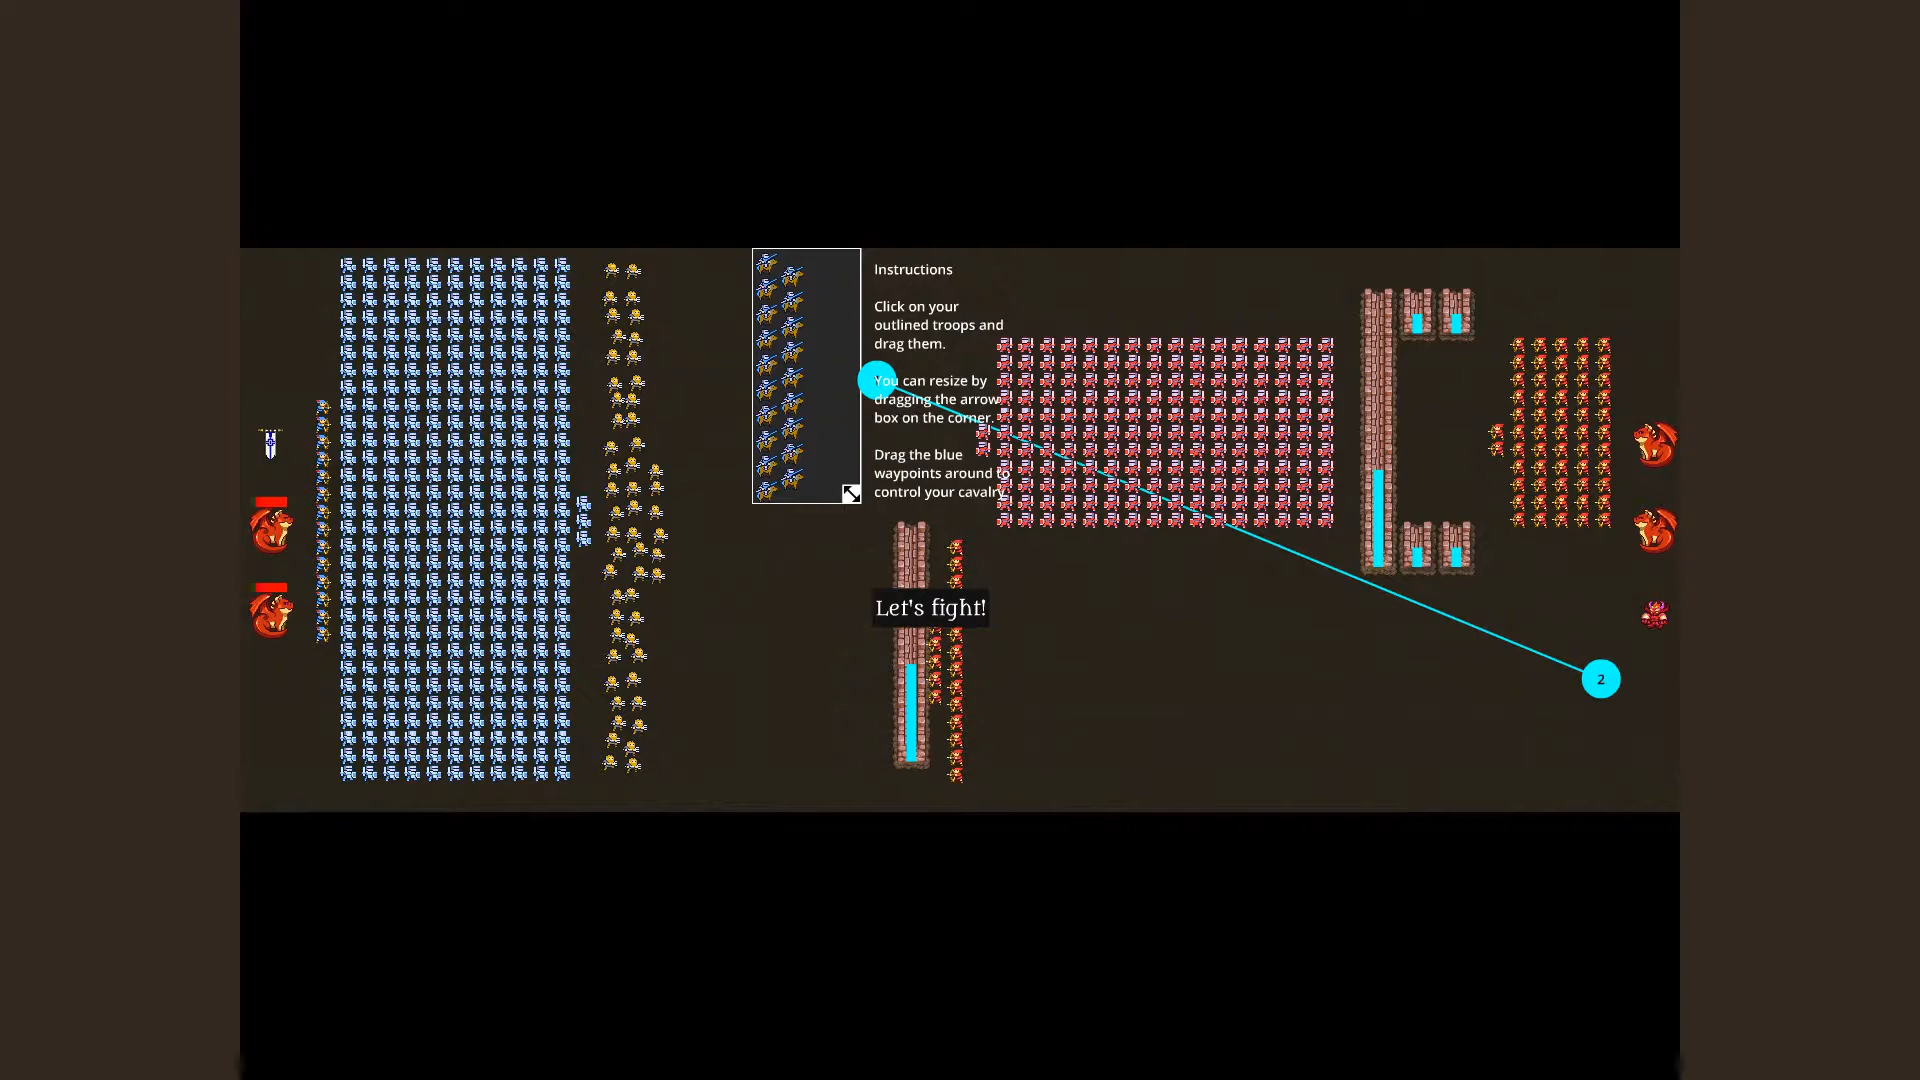 Instructions
Click on your
outlined troops and
drag them.
You can resize by
dragging the arrow
box on the corner.
Drag the blue
waypoints around to
control your cavalry.
Let's fight!
2